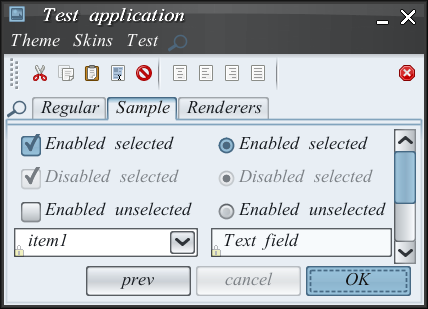 Test application
Theme Skins Test
Regular Sample Renderers
Enabled selected Enabled selected
Disabled selected Disabled selected
Enabled unselected Enabled unselected
item1 Text field
prev cancel OK